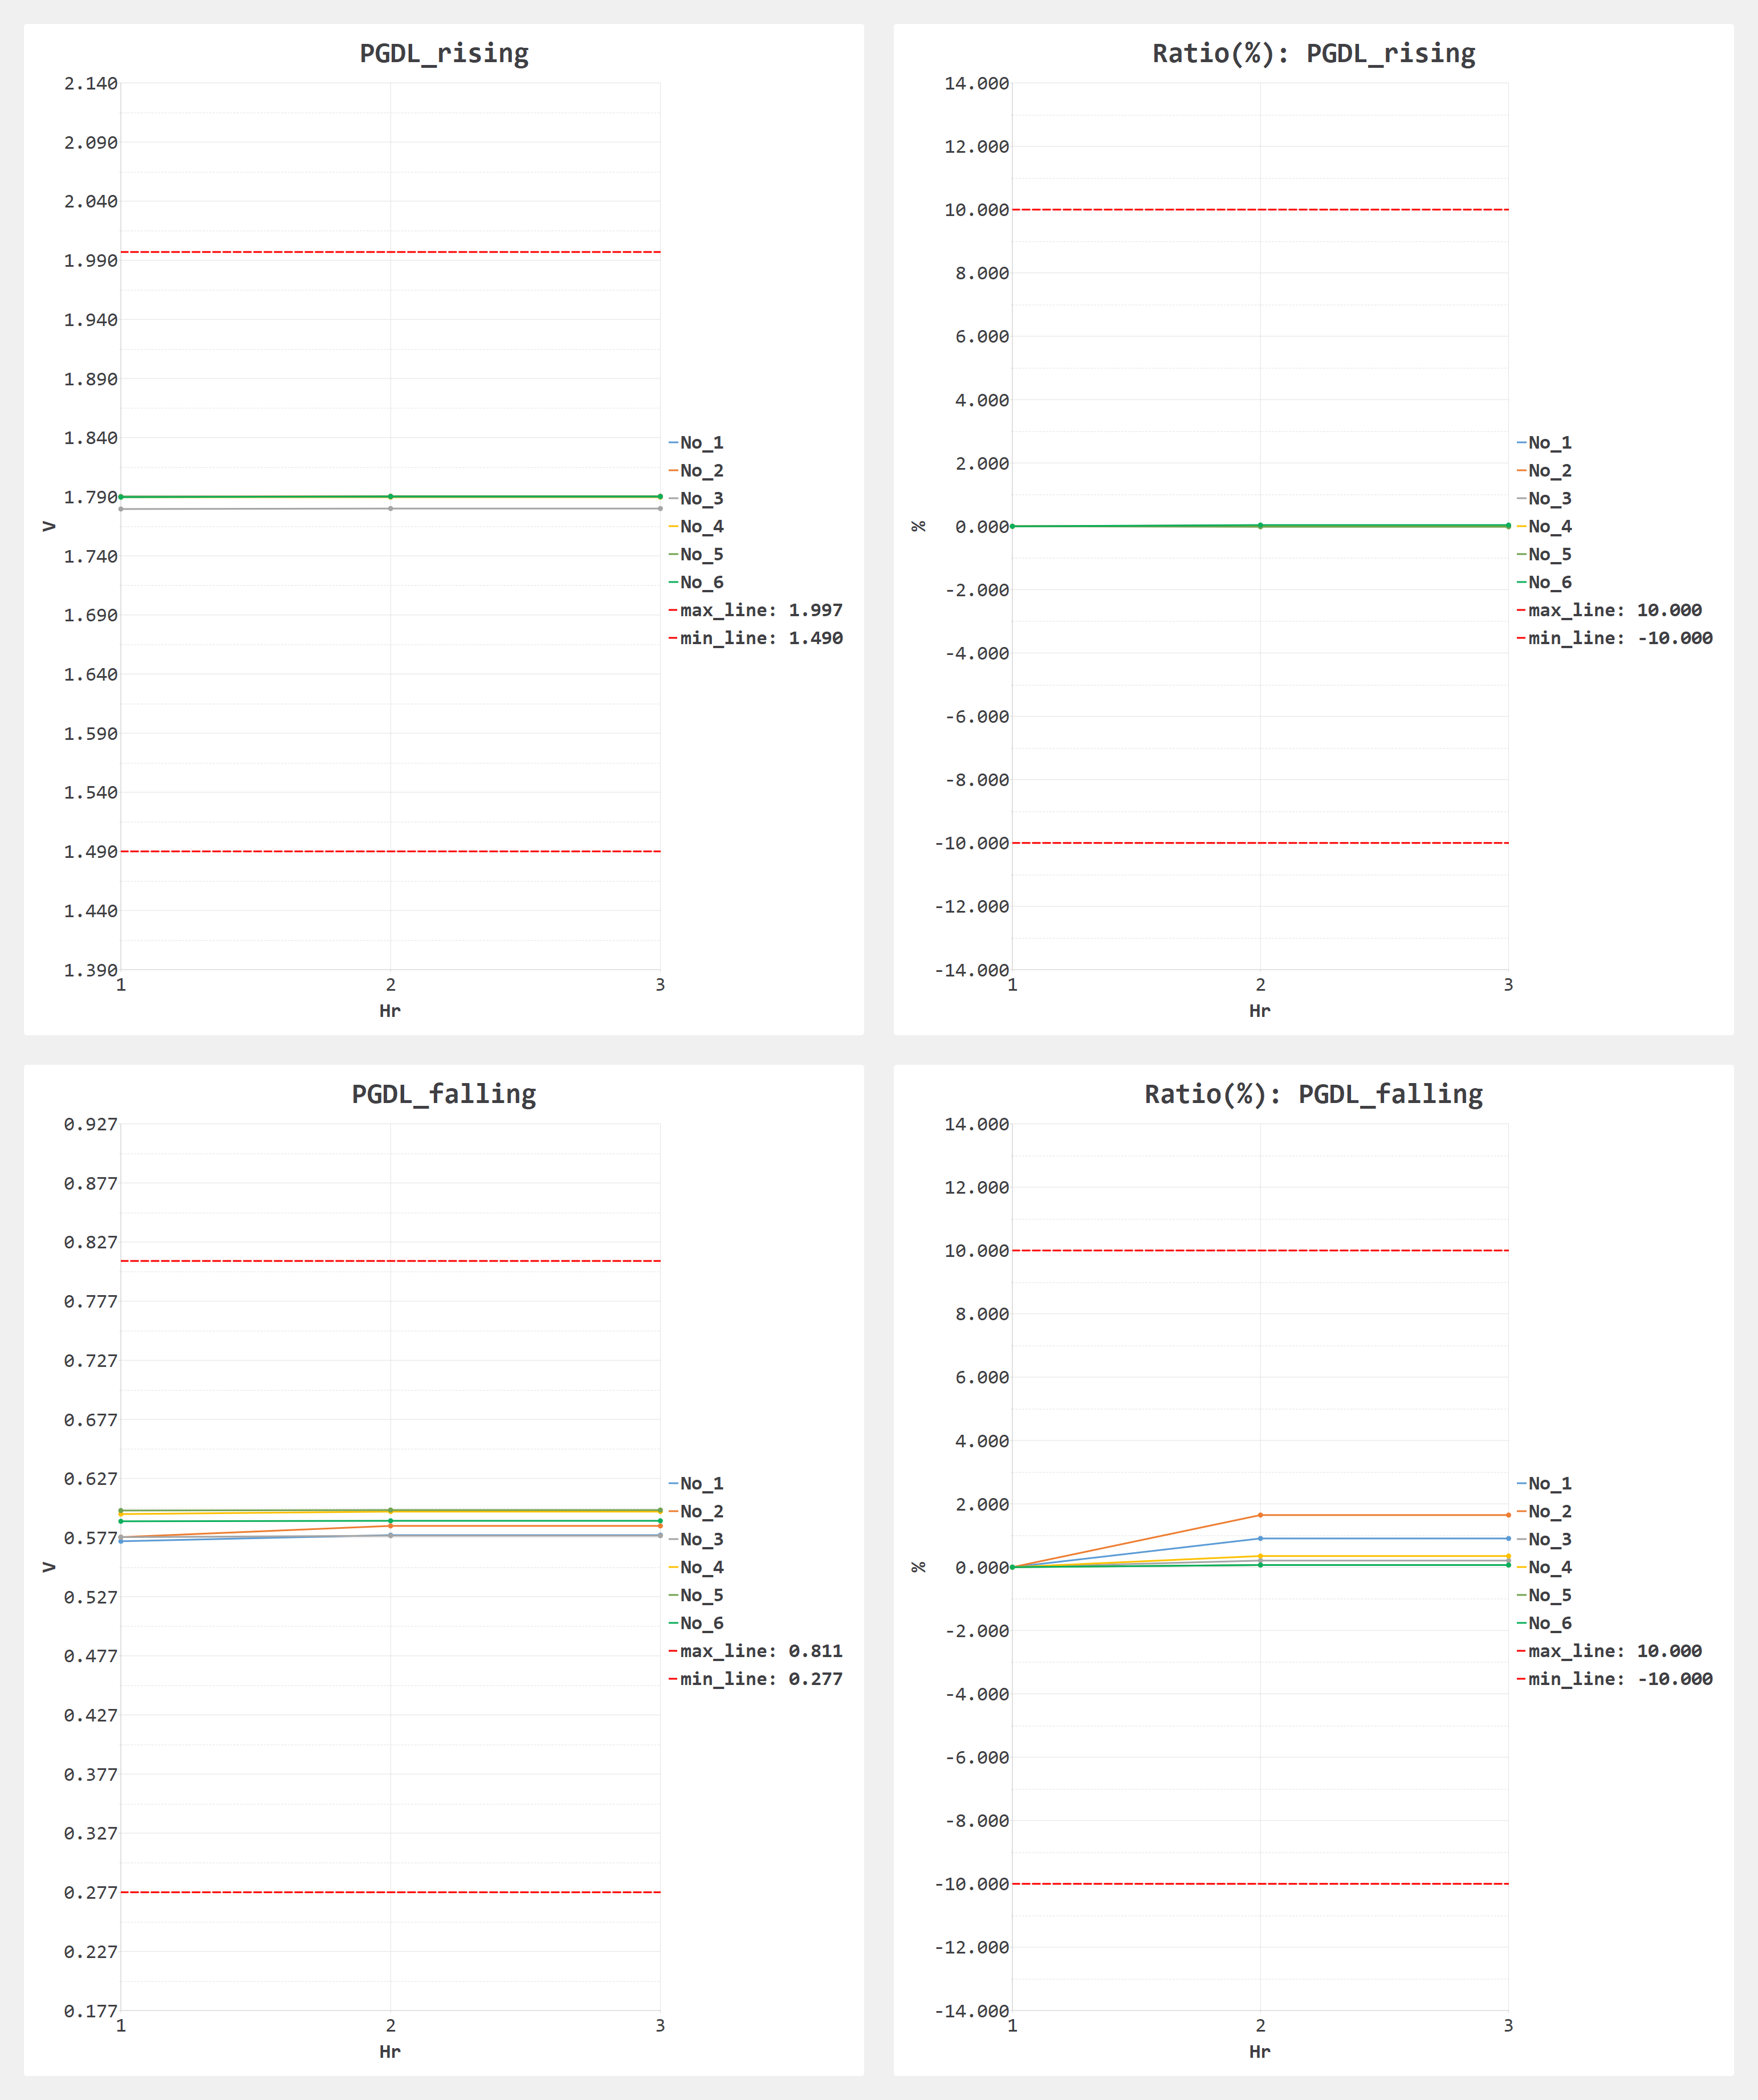 PGDL_rising
2.140
2.090
2.040
1.990
1.940
1.890
1.840
1.790
1.740
1.690
1.640
1.590
1.540
1.490
1.440
1.390
V
1 2 3
Hr
No_1
No_2
No_3
No_4
No_5
No_6
max_line: 1.997
min_line: 1.490
Ratio(%): PGDL_rising
14.000
12.000
10.000
8.000
6.000
4.000
2.000
0.000
-2.000
-4.000
-6.000
-8.000
-10.000
-12.000
-14.000
%
1 2 3
Hr
No_1
No_2
No_3
No_4
No_5
No_6
max_line: 10.000
min_line: -10.000
PGDL_falling
0.927
0.877
0.827
0.777
0.727
0.677
0.627
0.577
0.527
0.477
0.427
0.377
0.327
0.277
0.227
0.177
V
1 2 3
Hr
No_1
No_2
No_3
No_4
No_5
No_6
max_line: 0.811
min_line: 0.277
Ratio(%): PGDL_falling
14.000
12.000
10.000
8.000
6.000
4.000
2.000
0.000
-2.000
-4.000
-6.000
-8.000
-10.000
-12.000
-14.000
%
1 2 3
Hr
No_1
No_2
No_3
No_4
No_5
No_6
max_line: 10.000
min_line: -10.000